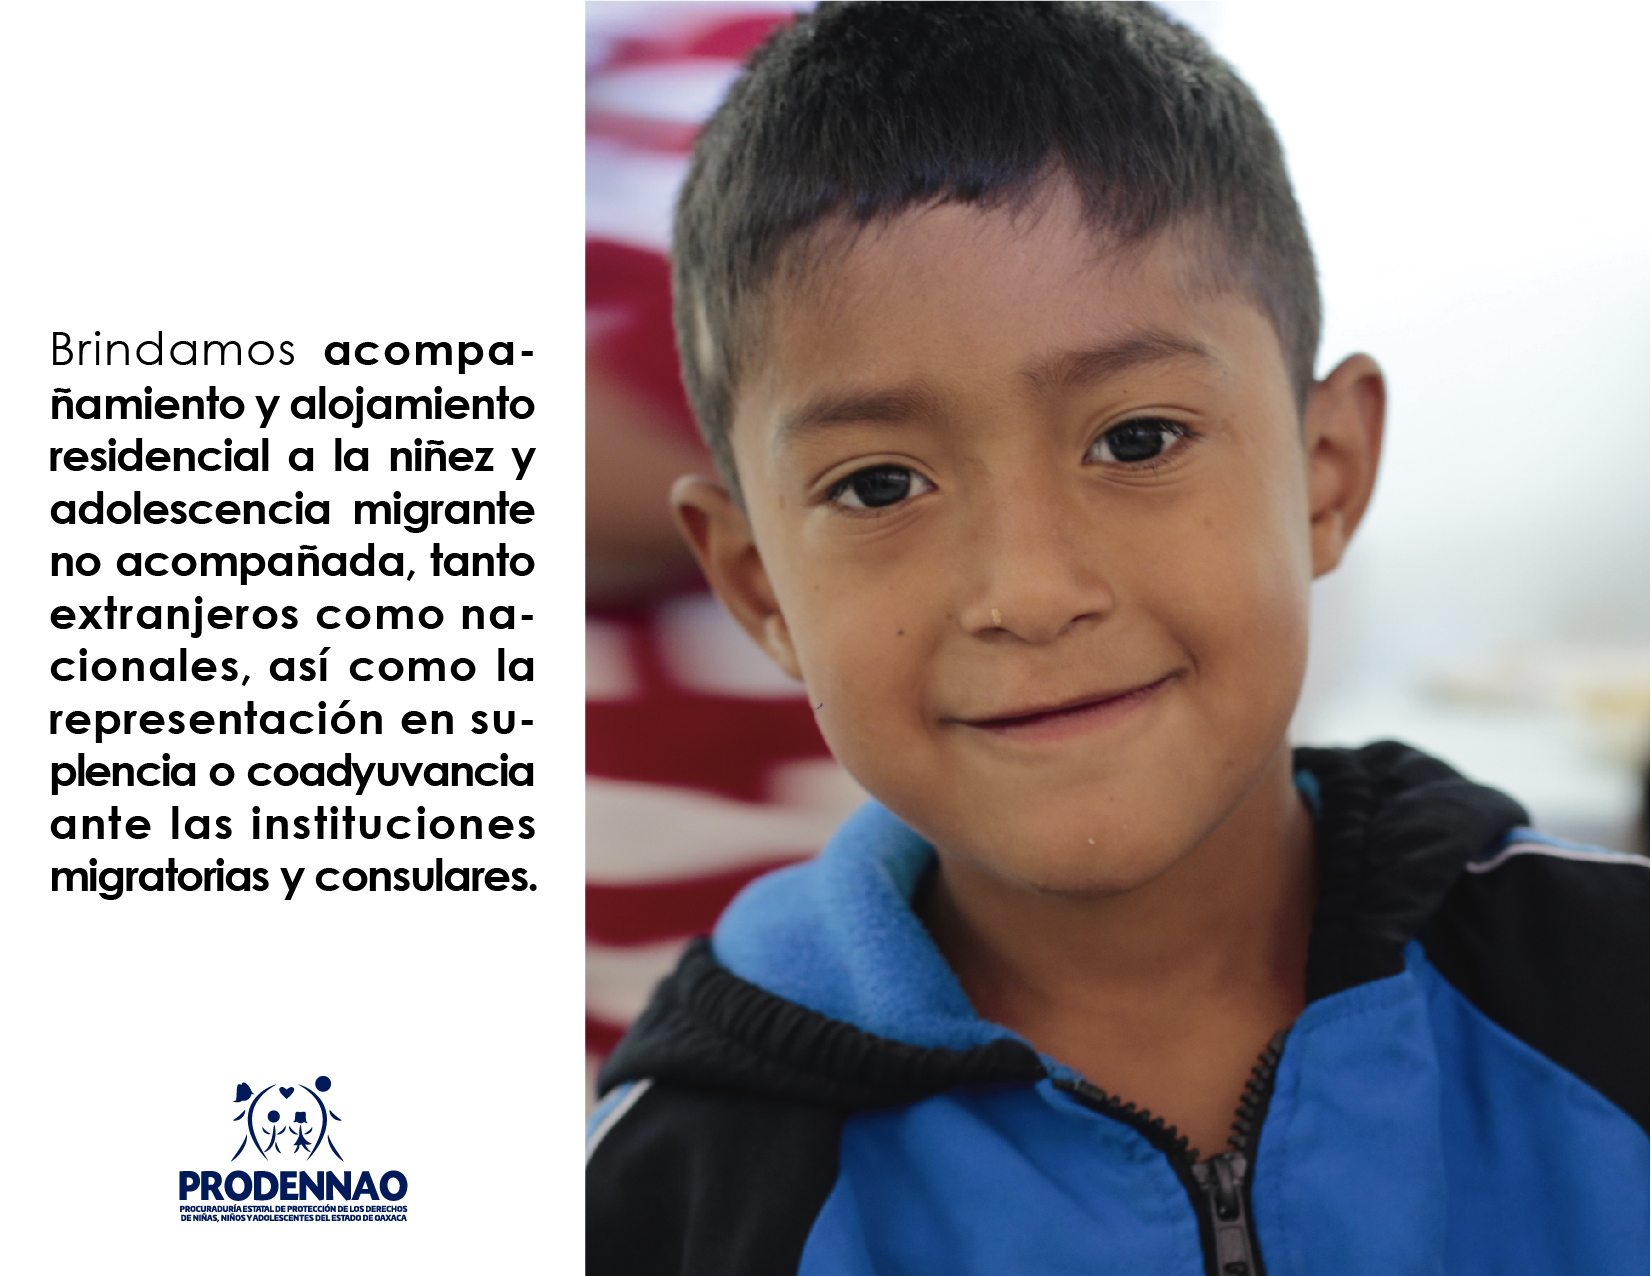 Brindamos acompa-
ñamiento y alojamiento
residencial a la niñez y
adolescencia migrante
no acompañada, tanto
extranjeros como na-
cionales, así como la
representación en su-
plencia o coadyuvancia
ante las instituciones
migratorias y consulares.
PRODENNAO
PROCURADURÍA ESTATAL DE PROTECCIÓN DE LOS DERECHOS
DE NIÑAS, NIÑOS Y ADOLESCENTES DEL ESTADO DE OAXACA